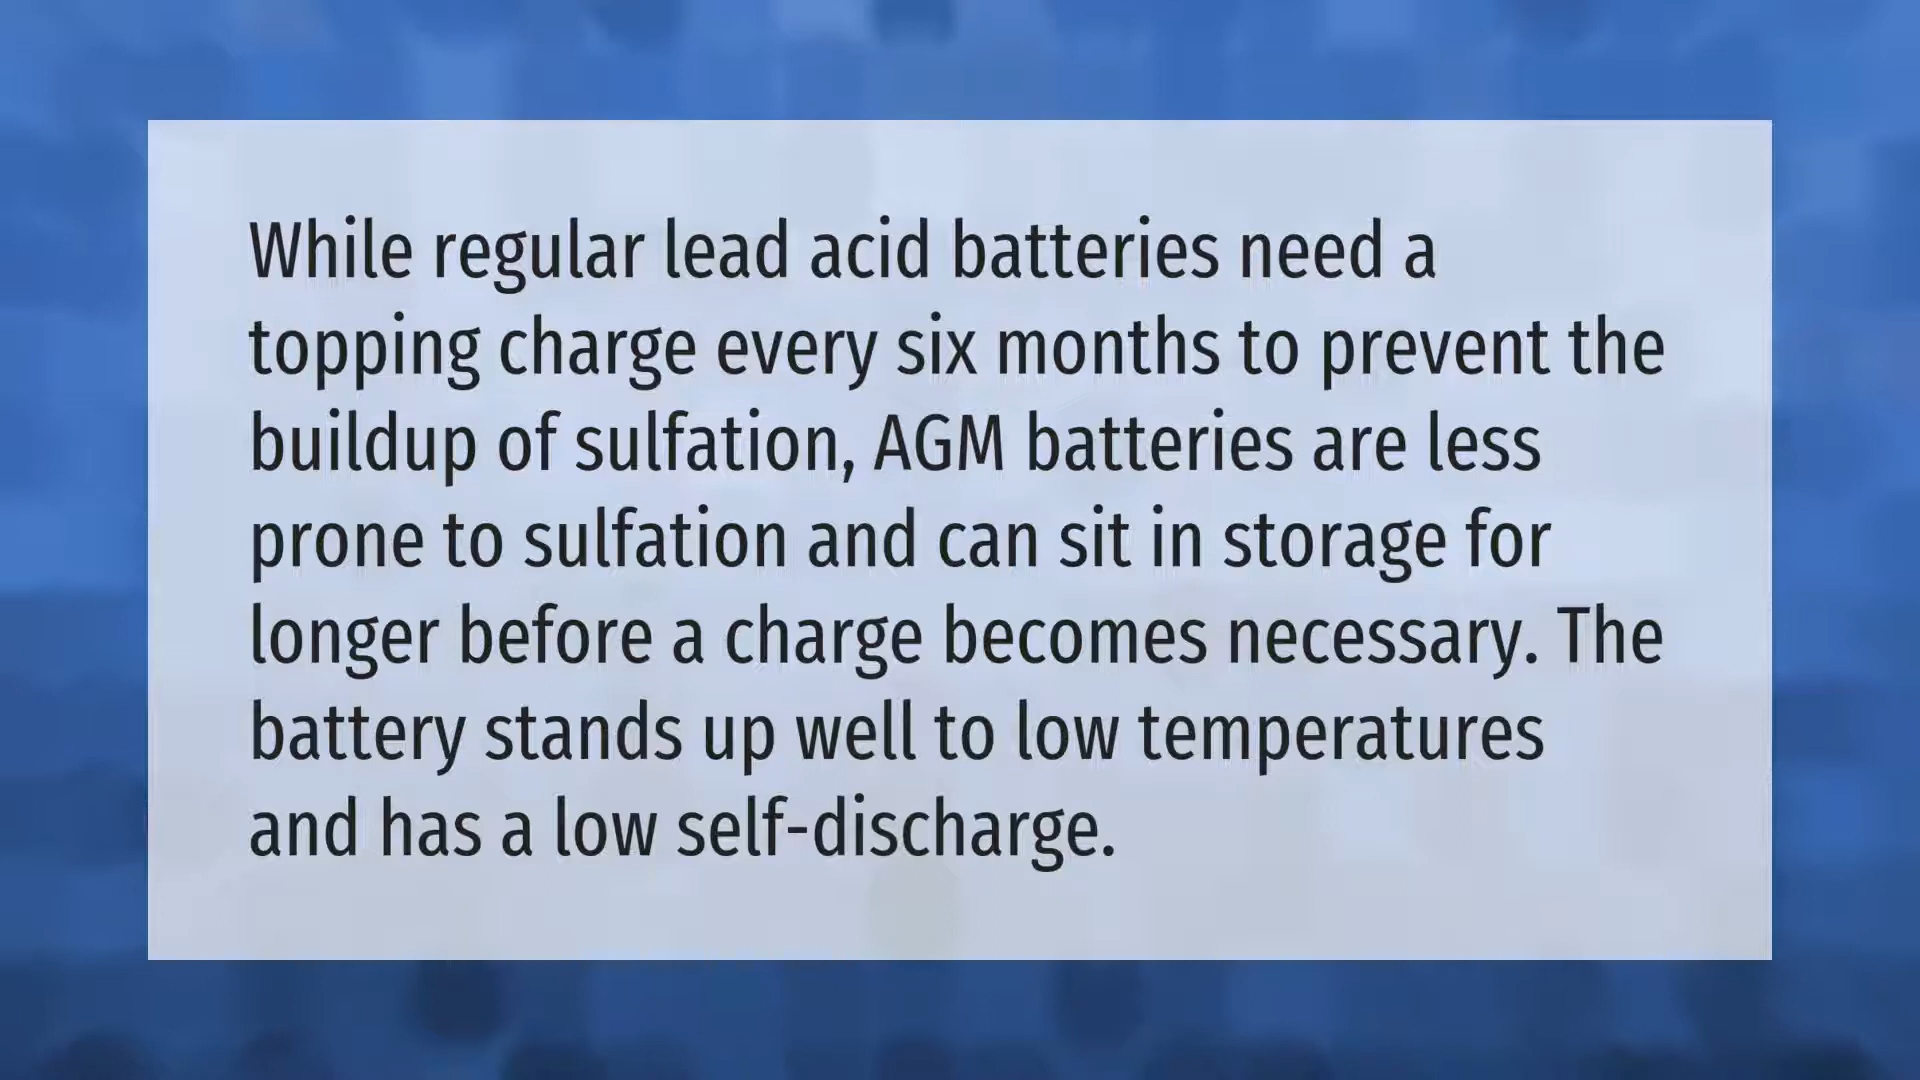 While regular lead acid batteries need a
topping charge every six months to prevent the
buildup of sulfation, AGM batteries are less
prone to sulfation and can sit in storage for
longer before a charge becomes necessary. The
battery stands up well to low temperatures
and has a low self-discharge.